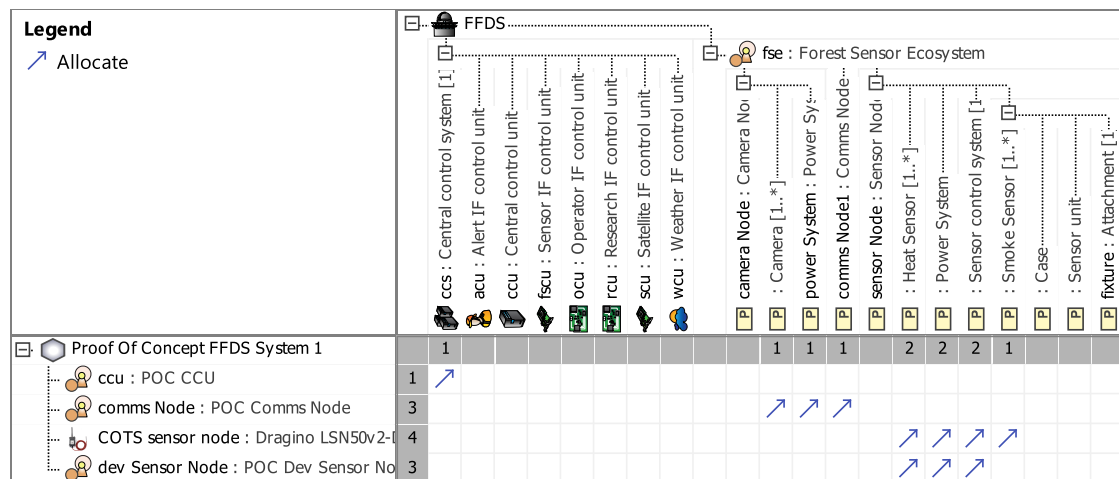 Legend
Allocate
FFDS
fse : Forest Sensor Ecosystem
ccs : Central control system [1]
acu : Alert IF control unit
ccu : Central control unit
fscu : Sensor IF control unit
ocu : Operator IF control unit
rcu : Research IF control unit
scu : Satellite IF control unit
wcu : Weather IF control unit
camera Node : Camera Nod
: Camera [1..*]
power System : Power Sys
comms Node1 : Comms Node
sensor Node : Sensor Node
: Heat Sensor [1..*]
: Power System
: Sensor control system [1
: Smoke Sensor [1..*]
: Case
: Sensor unit
fixture : Attachment [1
P P P P P P P P P P P P
Proof Of Concept FFDS System 1
1 1 1 1 2 2 2 1
ccu : POC CCU 1
comms Node : POC Comms Node 3
COTS sensor node : Dragino LSN50v2- 4
dev Sensor Node : POC Dev Sensor No 3